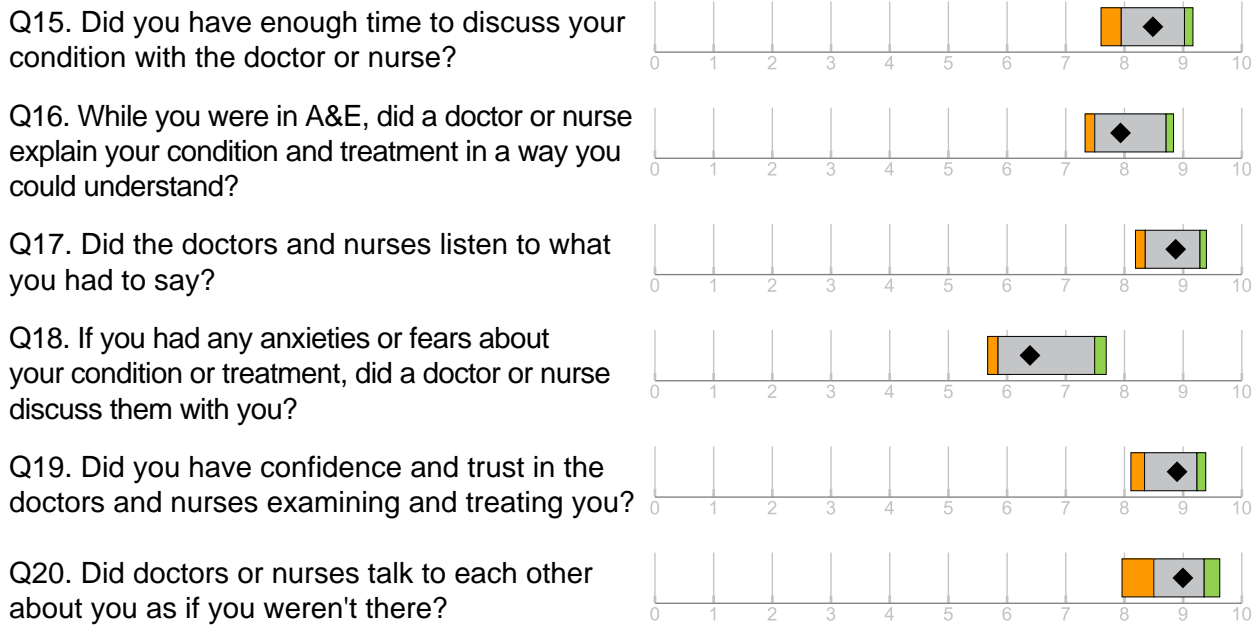 Q15. Did you have enough time to discuss your
condition with the doctor or nurse?
0 1 2 3 4 5 6 7 8 9 10
Q16. While you were in A&E, did a doctor or nurse
explain your condition and treatment in a way you
could understand?
0 1 2 3 4 5 6 7 8 9 10
Q17. Did the doctors and nurses listen to what
you had to say?
0 1 2 3 4 5 6 7 8 9 10
Q18. If you had any anxieties or fears about
your condition or treatment, did a doctor or nurse
discuss them with you?
0 1 2 3 4 5 6 7 8 9 10
Q19. Did you have confidence and trust in the
doctors and nurses examining and treating you?
0 1 2 3 4 5 6 7 8 9 10
Q20. Did doctors or nurses talk to each other
about you as if you weren't there?
0 1 2 3 4 5 6 7 8 9 10